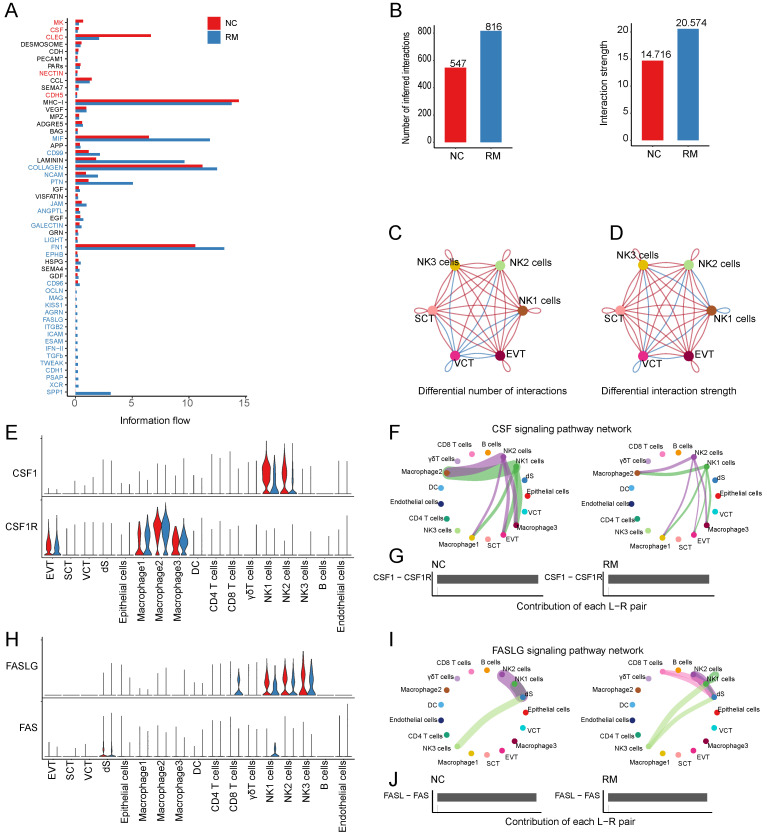 A
NC
RM
MK
CSF
CLEC
DESMOSOME
CDH
PECAM1
PARs
NECTIN
CCL
SEMA7
CDH5
MHC−I
VEGF
MPZ
ADGRE5
BAG
MIF
APP
CD99
LAMININ
COLLAGEN
NCAM
PTN
IGF
VISFATIN
JAM
ANGPTL
EGF
GALECTIN
GRN
LIGHT
FN1
EPHB
HSPG
SEMA4
GDF
CD96
OCLN
MAG
KISS1
AGRN
FASLG
ITGB2
ICAM
ESAM
IFN−II
TGFb
TWEAK
CDH1
PSAP
XCR
SPP1
0 5 10 15
Information flow
B
Number of inferred interactions
800
600
400
200
0
547
816
NC RM
Interaction strength
20
15
10
5
0
14.716
20.574
NC RM
C
NK3 cells
NK2 cells
NK1 cells
SCT
VCT
EVT
Differential number of interactions
D
NK3 cells
NK2 cells
NK1 cells
SCT
VCT
EVT
Differential interaction strength
E
CSF1
CSF1R
EVT
SCT
VCT
dS
Epithelial cells
Macrophage1
Macrophage2
Macrophage3
DC
CD4 T cells
CD8 T cells
γδT cells
NK1 cells
NK2 cells
NK3 cells
B cells
Endothelial cells
F
CSF signaling pathway network
CD8 T cells
B cells
NK2 cells
NK1 cells
γδT cells
Macrophage2
dS
DC
Epithelial cells
Endothelial cells
VCT
CD4 T cells
Macrophage3
NK3 cells
EVT
Macrophage1
SCT
CD8 T cells
B cells
NK2 cells
NK1 cells
γδT cells
Macrophage2
dS
DC
Epithelial cells
Endothelial cells
VCT
CD4 T cells
Macrophage3
NK3 cells
EVT
Macrophage1
SCT
G
NC
CSF1 − CSF1R
RM
CSF1 − CSF1R
Contribution of each L−R pair
H
FASLG
FAS
EVT
SCT
VCT
dS
Epithelial cells
Macrophage1
Macrophage2
Macrophage3
DC
CD4 T cells
CD8 T cells
γδT cells
NK1 cells
NK2 cells
NK3 cells
B cells
Endothelial cells
I
FASLG signaling pathway network
CD8 T cells
B cells
NK2 cells
NK1 cells
γδT cells
Macrophage2
dS
DC
Epithelial cells
Endothelial cells
VCT
CD4 T cells
Macrophage3
NK3 cells
EVT
Macrophage1
SCT
CD8 T cells
B cells
NK2 cells
NK1 cells
γδT cells
Macrophage2
dS
DC
Epithelial cells
Endothelial cells
VCT
CD4 T cells
Macrophage3
NK3 cells
EVT
Macrophage1
SCT
J
NC
FASL − FAS
RM
FASL − FAS
Contribution of each L−R pair